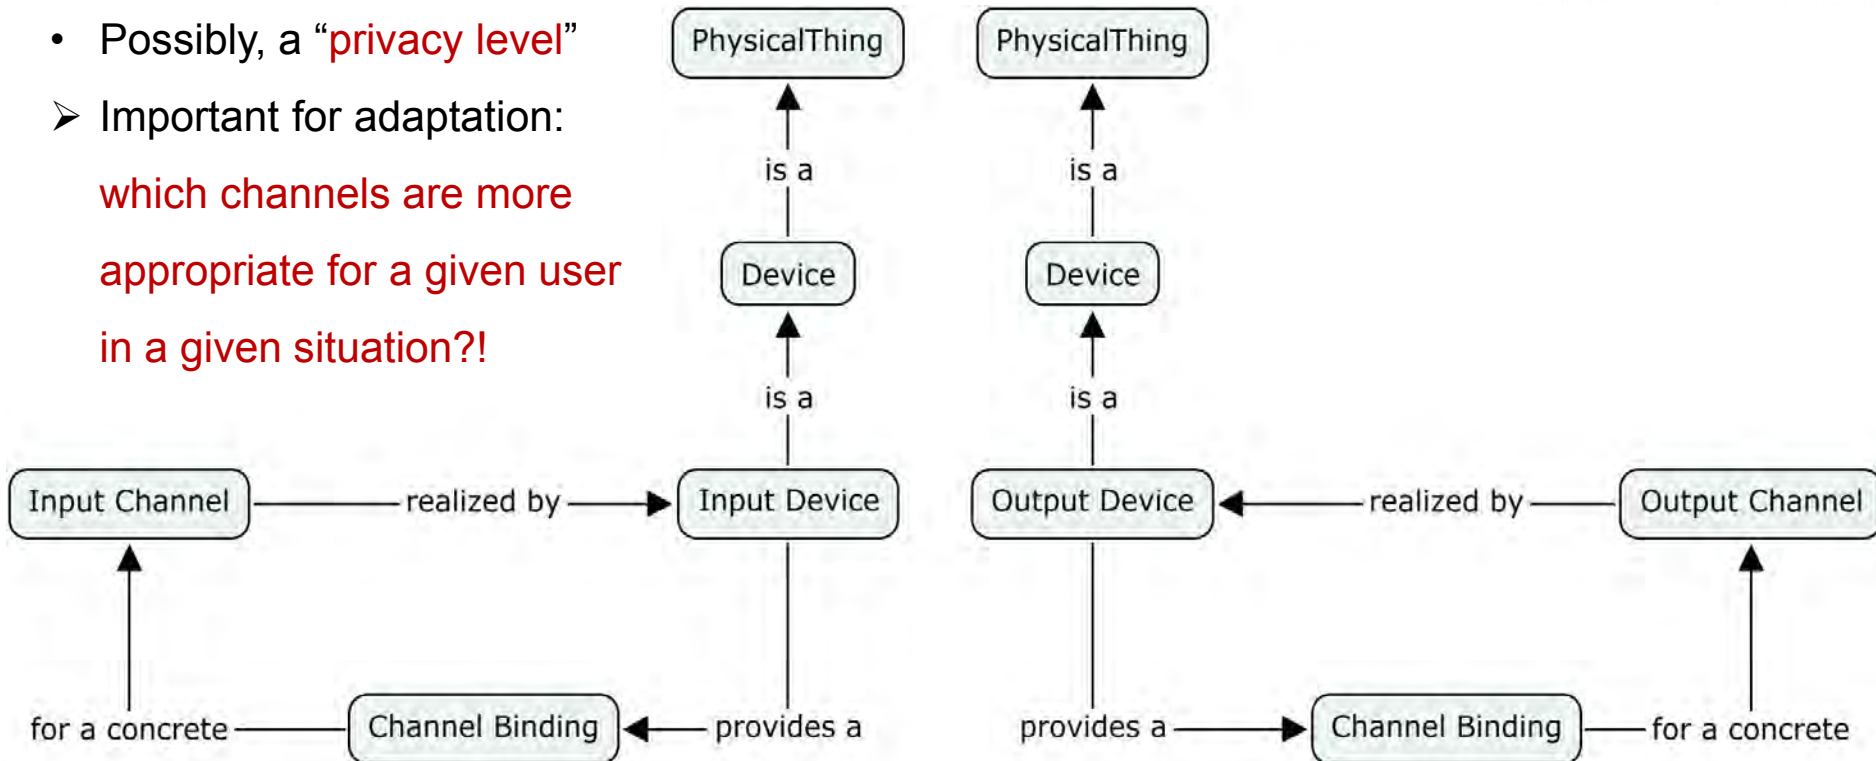 • Possibly, a “privacy level”
➢ Important for adaptation:
which channels are more
appropriate for a given user
in a given situation?!
PhysicalThing PhysicalThing
is a is a
Device Device
is a is a
Input Channel realized by Input Device Output Device realized by Output Channel
for a concrete Channel Binding provides a provides a Channel Binding for a concrete